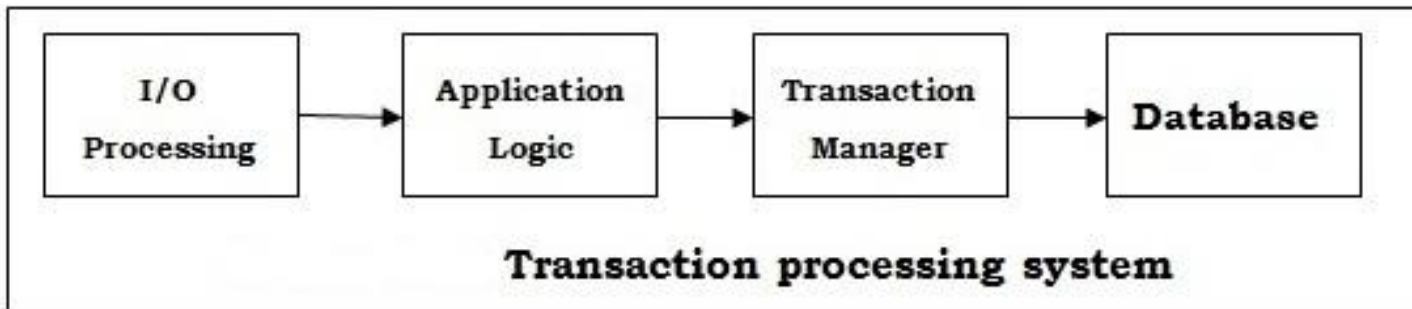 I/O
Processing
Application
Logic
Transaction
Manager
Database
Transaction processing system